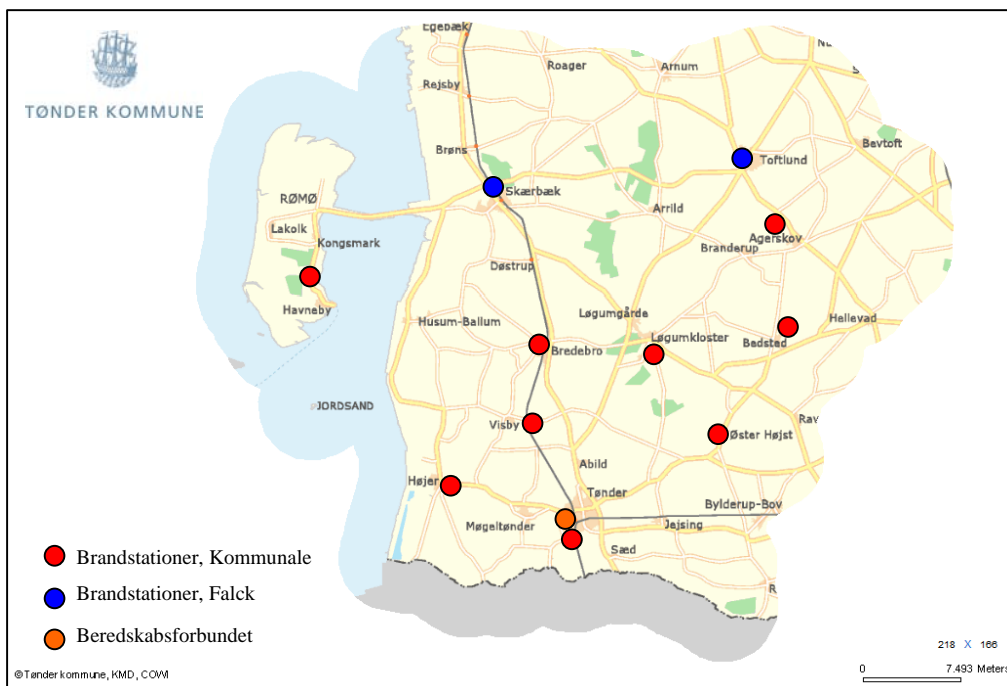 TØNDER KOMMUNE
Egebæk
Roager
Arnum
Rejsby
Brøns
Bevtoft
Toftlund
Skærbæk
RØMØ
Lakolk
Kongsmark
Arrild
Agerskov
Branderup
Døstrup
Havneby
Husum-Ballum
Løgumgårde
Hellevad
Løgumkloster
Bedsted
Bredebro
JORDSAND
Visby
Rav
Øster Højst
Abild
Højer
Tønder
Bylderup-Bov
Møgeltønder
Jejsing
Sæd
R
Brandstationer, Kommunale
Brandstationer, Falck
Beredskabsforbundet
218 X 166
0 7.493 Meters
©Tønder kommune, KMD, COWI